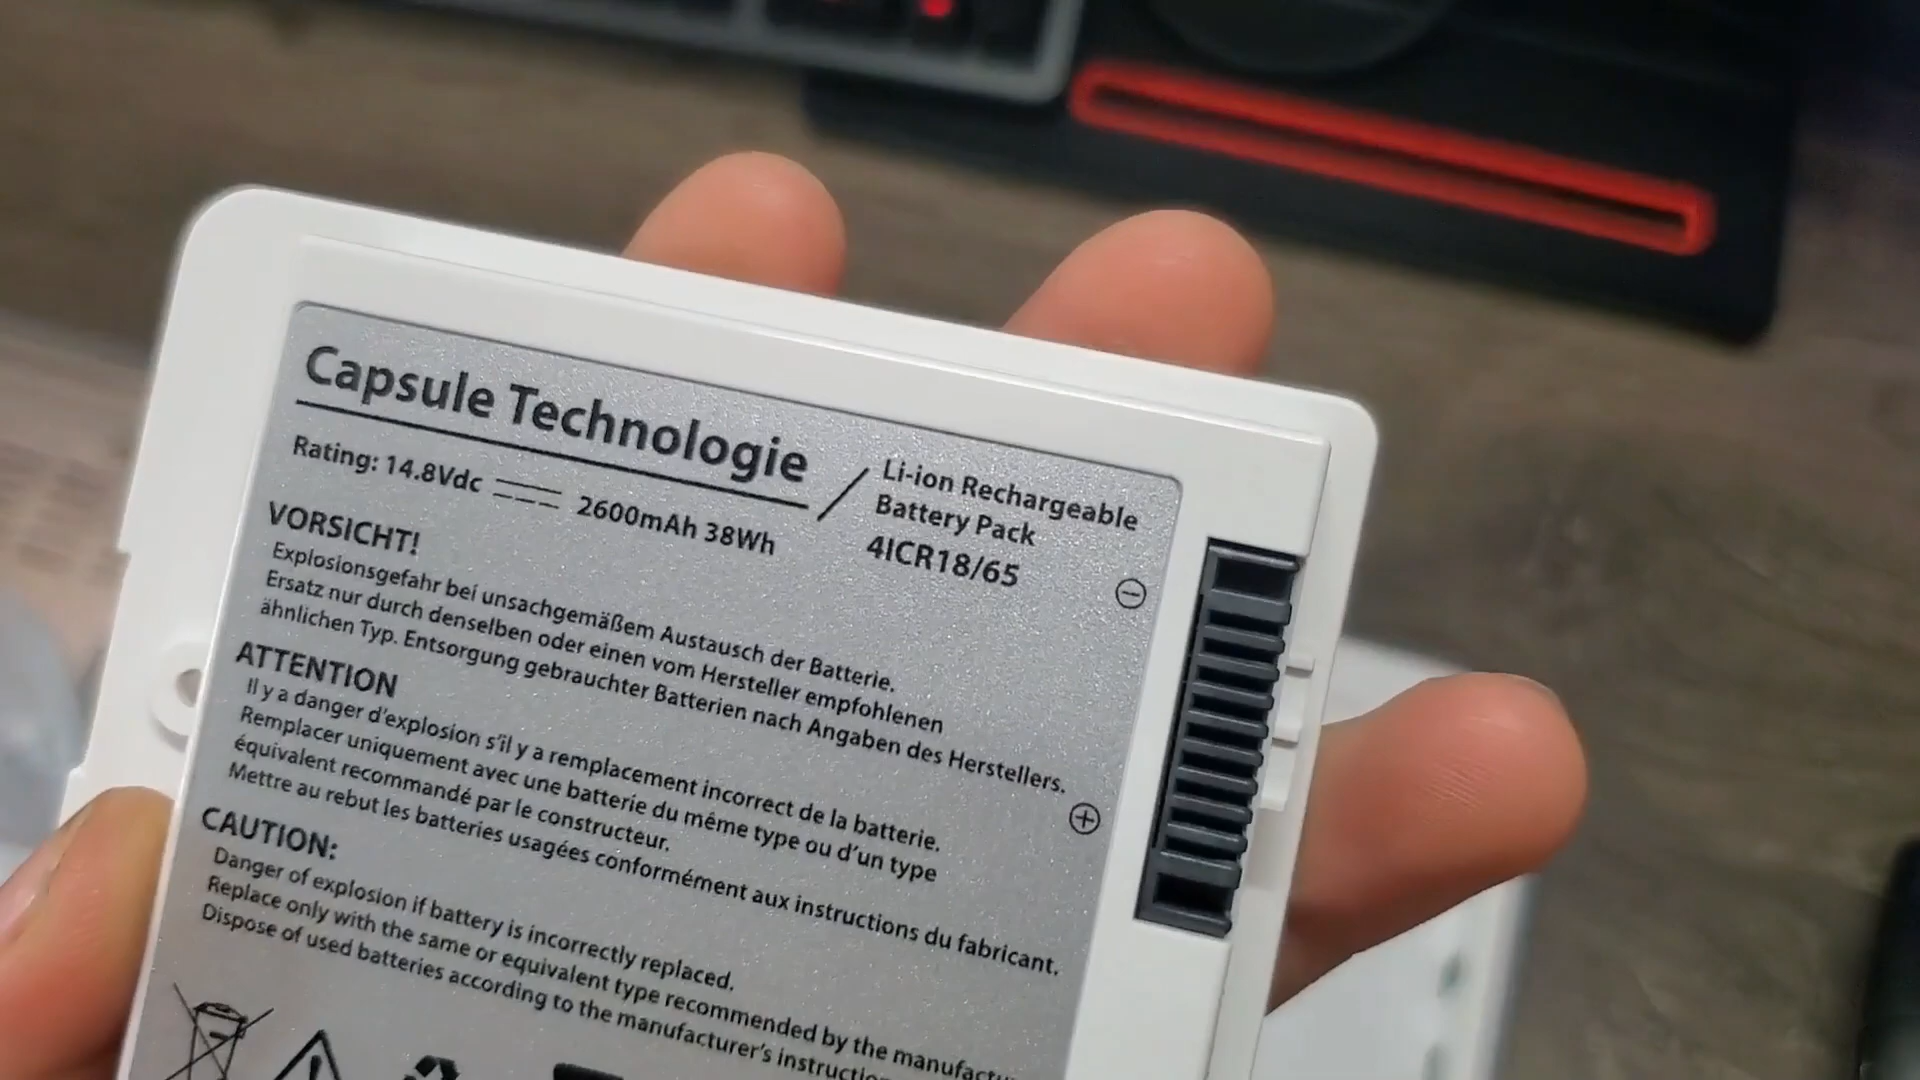 Capsule Technologie
Li-ion Rechargeable
Battery Pack
4ICR18/65
Rating: 14.8Vdc 2600mAh 38Wh
VORSICHT!
Explosionsgefahr bei unsachgemäßem Austausch der Batterie.
Ersatz nur durch denselben oder einen vom Hersteller empfohlenen
ähnlichen Typ. Entsorgung gebrauchter Batterien nach Angaben des Herstellers.
ATTENTION
Il y a danger d'explosion s'il y a remplacement incorrect de la batterie.
Remplacer uniquement avec une batterie du même type ou d'un type
équivalent recommandé par le constructeur.
Mettre au rebut les batteries usagées conformément aux instructions du fabricant.
CAUTION:
Danger of explosion if battery is incorrectly replaced.
Replace only with the same or equivalent type recommended by the
Dispose of used batteries according to the manufacturer's